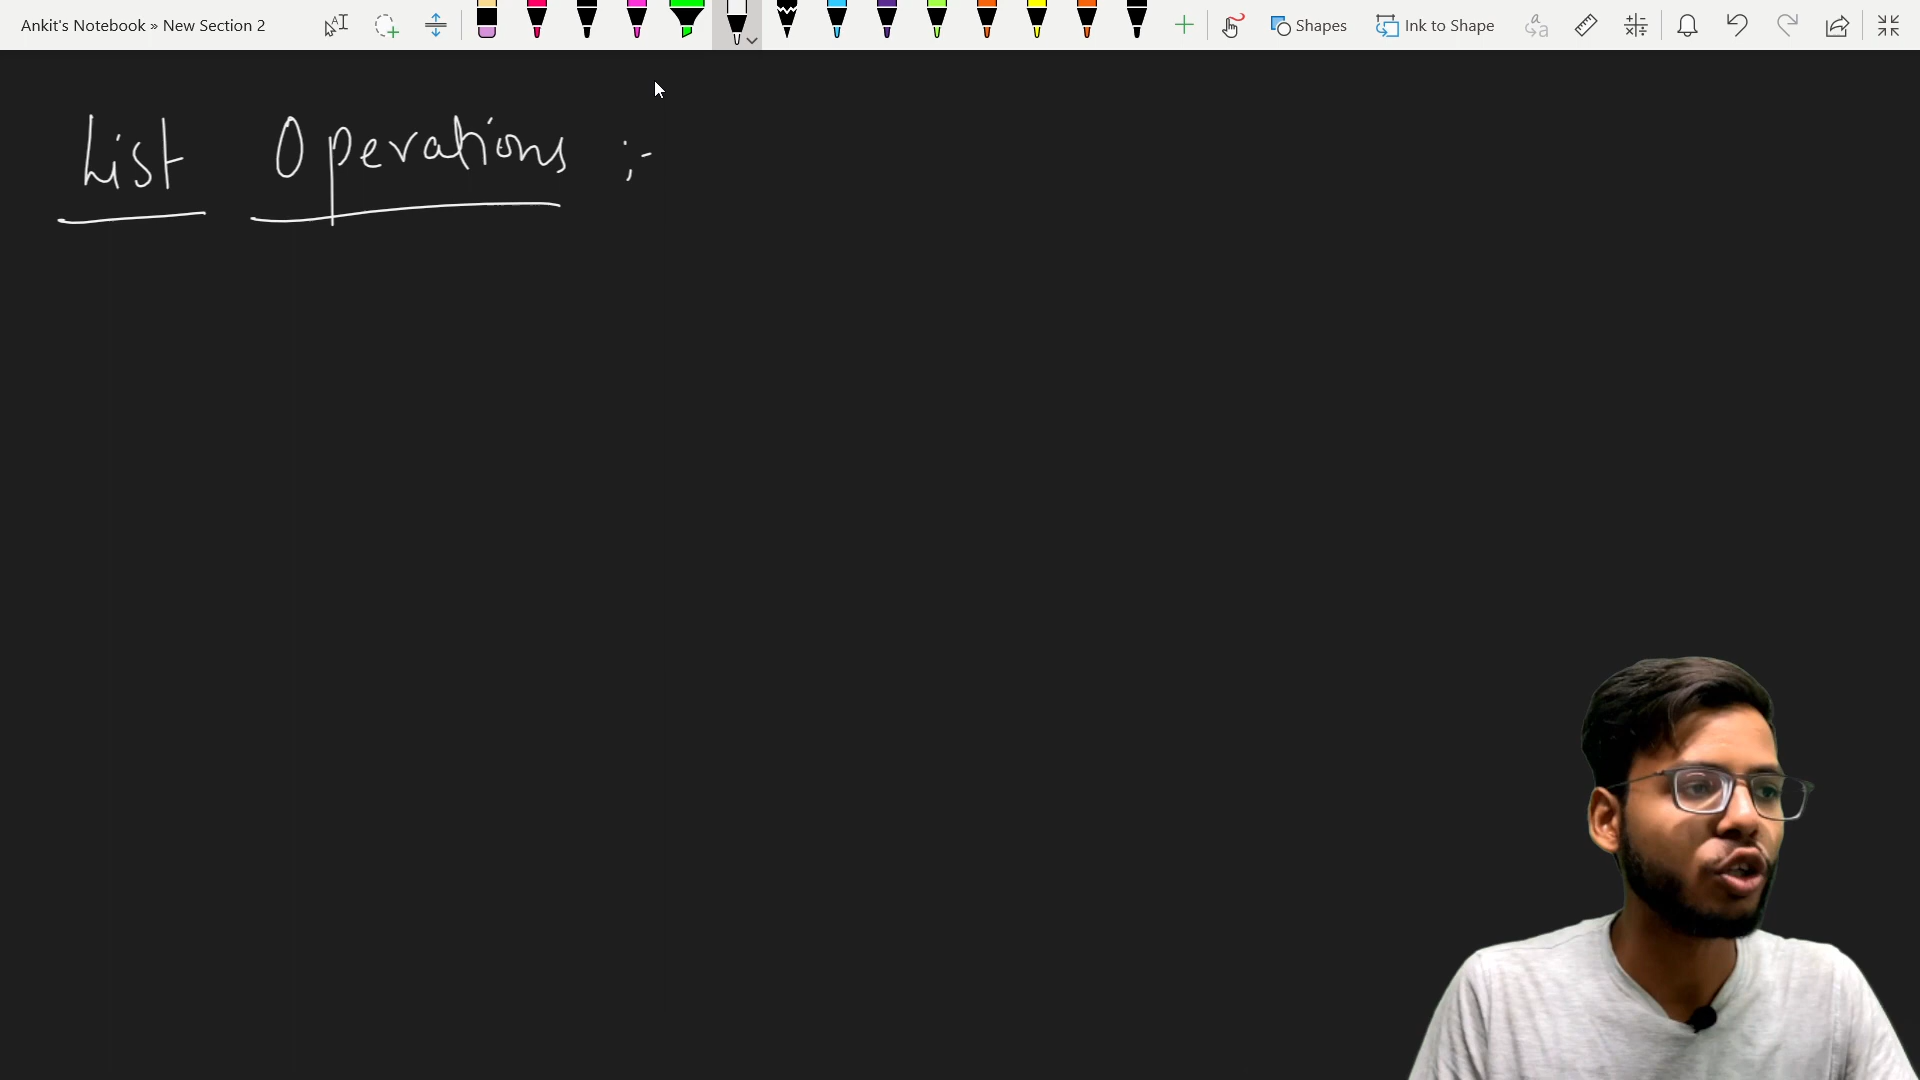 Ankit's Notebook » New Section 2 Shapes Ink to Shape
List Operations :-